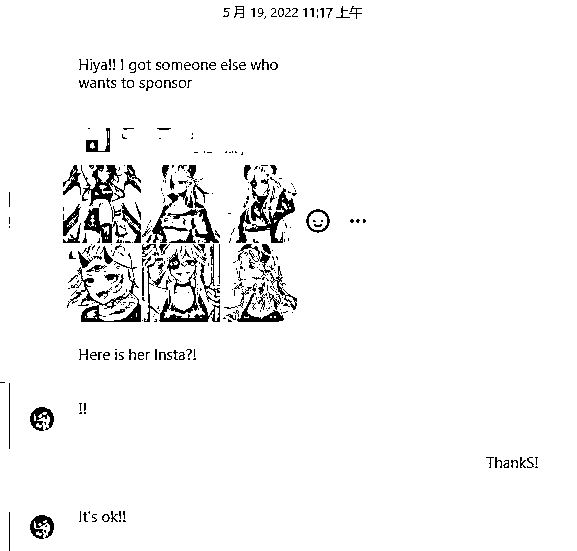 5 月 19, 2022 11:17 上午
Hiya!! I got someone else who
wants to sponsor
Here is her Insta?!
!!
ThankS!
It's ok!!